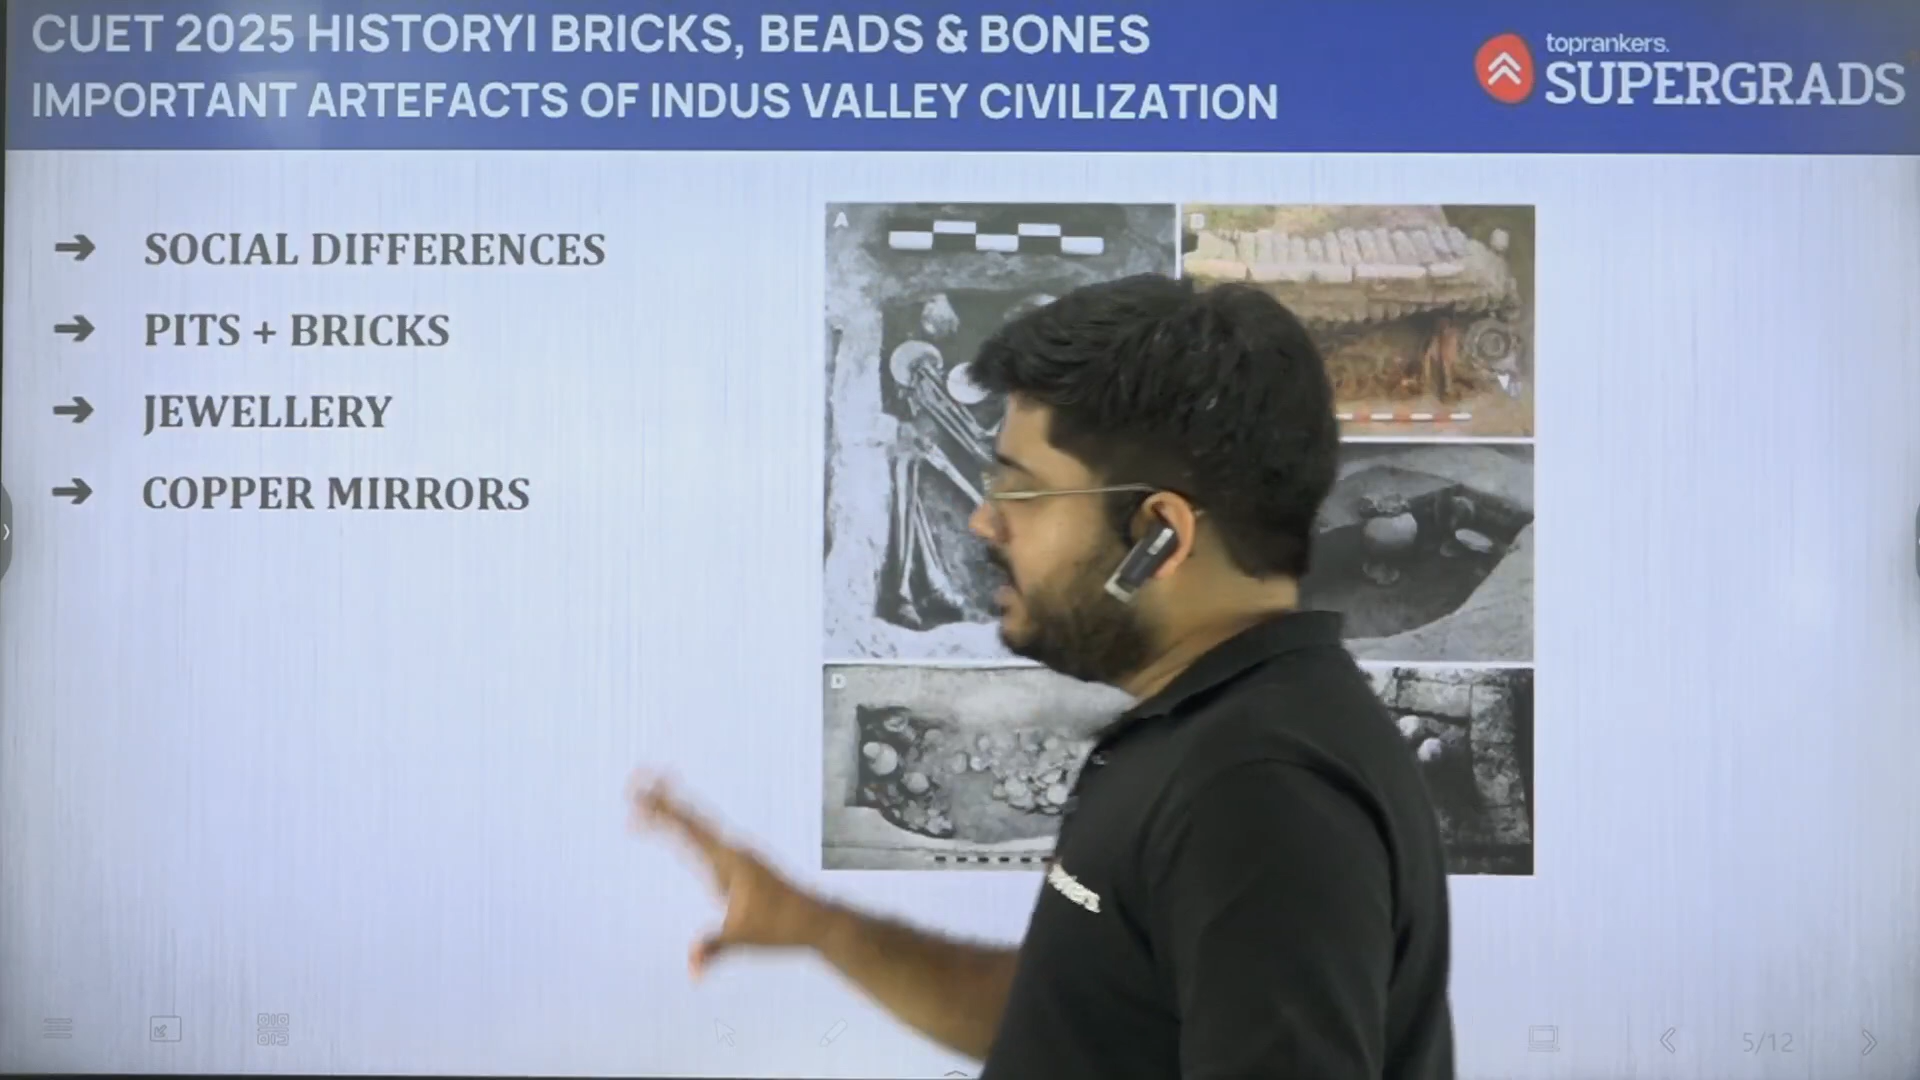 CUET 2025 HISTORYI BRICKS, BEADS & BONES
IMPORTANT ARTEFACTS OF INDUS VALLEY CIVILIZATION
toprankers.
SUPERGRADS
➔ SOCIAL DIFFERENCES
➔ PITS + BRICKS
➔ JEWELLERY
➔ COPPER MIRRORS
A
B
D
5/12